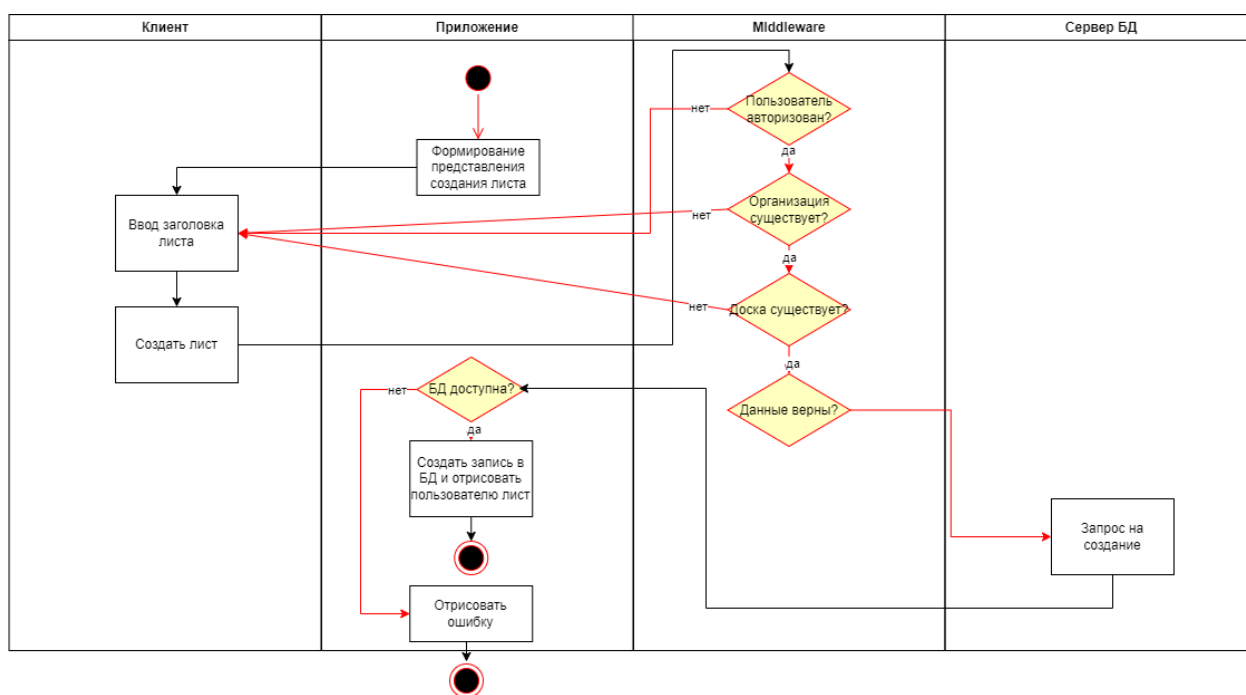 Клиент
Приложение
Middleware
Сервер БД
Пользователь
авторизован?
нет
да
Формирование
представления
создания листа
Организация
существует?
нет
да
Ввод заголовка
листа
Доска существует?
нет
да
Создать лист
БД доступна?
нет
да
Данные верны?
Создать запись в
БД и отрисовать
пользователю лист
Запрос на
создание
Отрисовать
ошибку